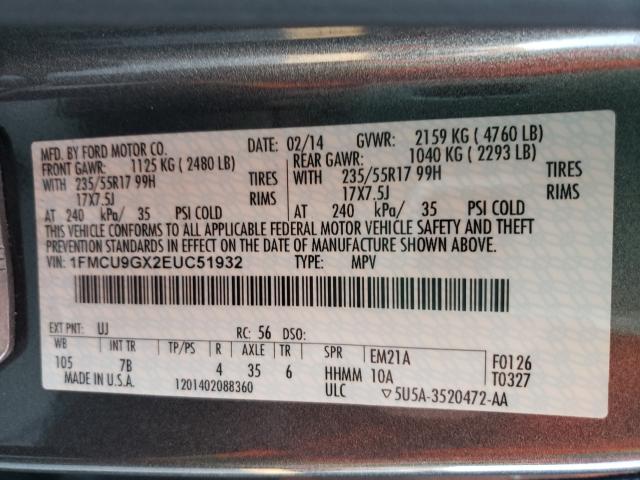 MFD. BY FORD MOTOR CO. DATE: 02/14 GVWR: 2159 KG ( 4760 LB)
FRONT GAWR: 1125 KG ( 2480 LB) REAR GAWR: 1040 KG ( 2293 LB)
WITH 235/55R17 99H TIRES WITH 235/55R17 99H TIRES
17X7.5J RIMS 17X7.5J RIMS
AT 240 kPa/ 35 PSI COLD AT 240 kPa/ 35 PSI COLD
THIS VEHICLE CONFORMS TO ALL APPLICABLE FEDERAL MOTOR VEHICLE SAFETY AND THEFT
PREVENTION STANDARDS IN EFFECT ON THE DATE OF MANUFACTURE SHOWN ABOVE.
VIN: 1FMCU9GX2EUC51932 TYPE: MPV
EXT PNT: UJ RC: 56 DSO:
WB INT TR TP/PS R AXLE TR SPR EM21A F0126
105 7B 4 35 6 HHMM 10A T0327
MADE IN U.S.A. 1201402088360 ULC ▽5U5A-3520472-AA